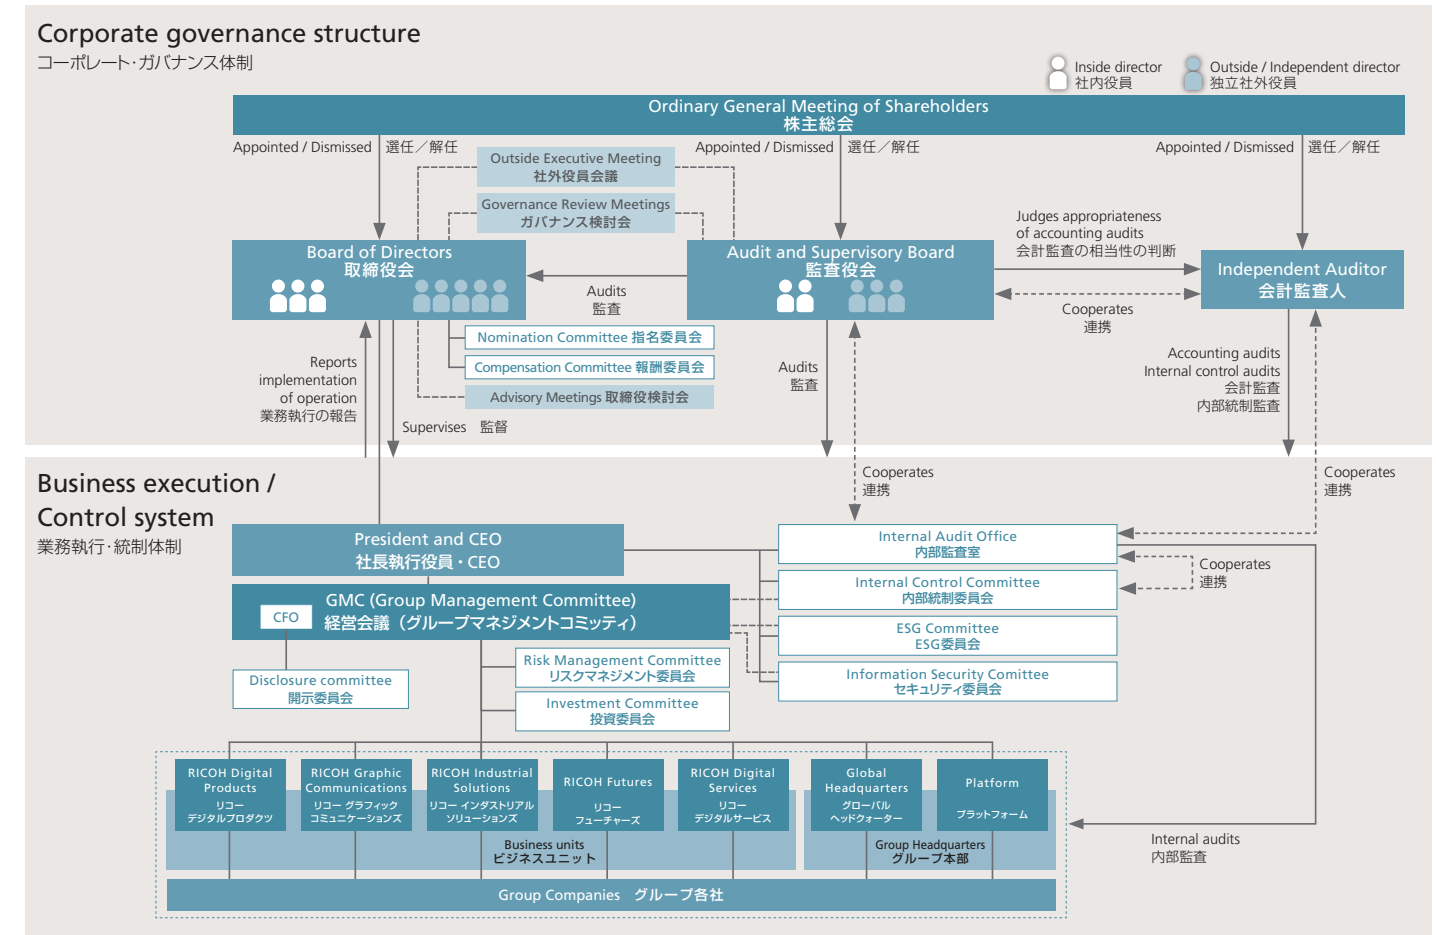 Corporate governance structure
コーポレート・ガバナンス体制
Inside director
社内役員
Outside / Independent director
独立社外役員
Ordinary General Meeting of Shareholders
株主総会
Appointed / Dismissed 選任／解任
Appointed / Dismissed 選任／解任
Appointed / Dismissed 選任／解任
Outside Executive Meeting
社外役員会議
Governance Review Meetings
ガバナンス検討会
Board of Directors
取締役会
Audits
監査
Audit and Supervisory Board
監査役会
Judges appropriateness
of accounting audits
会計監査の相当性の判断
Cooperates
連携
Independent Auditor
会計監査人
Nomination Committee 指名委員会
Compensation Committee 報酬委員会
Advisory Meetings 取締役検討会
Reports
implementation
of operation
業務執行の報告
Supervises 監督
Audits
監査
Accounting audits
Internal control audits
会計監査
内部統制監査
Business execution /
Control system
業務執行・統制体制
Cooperates
連携
Cooperates
連携
President and CEO
社長執行役員・CEO
Internal Audit Office
内部監査室
Cooperates
連携
GMC (Group Management Committee)
経営会議（グループマネジメントコミッティ）
CFO
Internal Control Committee
内部統制委員会
ESG Committee
ESG委員会
Information Security Comittee
セキュリティ委員会
Disclosure committee
開示委員会
Risk Management Committee
リスクマネジメント委員会
Investment Committee
投資委員会
RICOH Digital
Products
リコー
デジタルプロダクツ
RICOH Graphic
Communications
リコー グラフィック
コミュニケーションズ
RICOH Industrial
Solutions
リコー インダストリアル
ソリューションズ
RICOH Futures
リコー
フューチャーズ
RICOH Digital
Services
リコー
デジタルサービス
Global
Headquarters
グローバル
ヘッドクォーター
Platform
プラットフォーム
Business units
ビジネスユニット
Group Headquarters
グループ本部
Internal audits
内部監査
Group Companies グループ各社